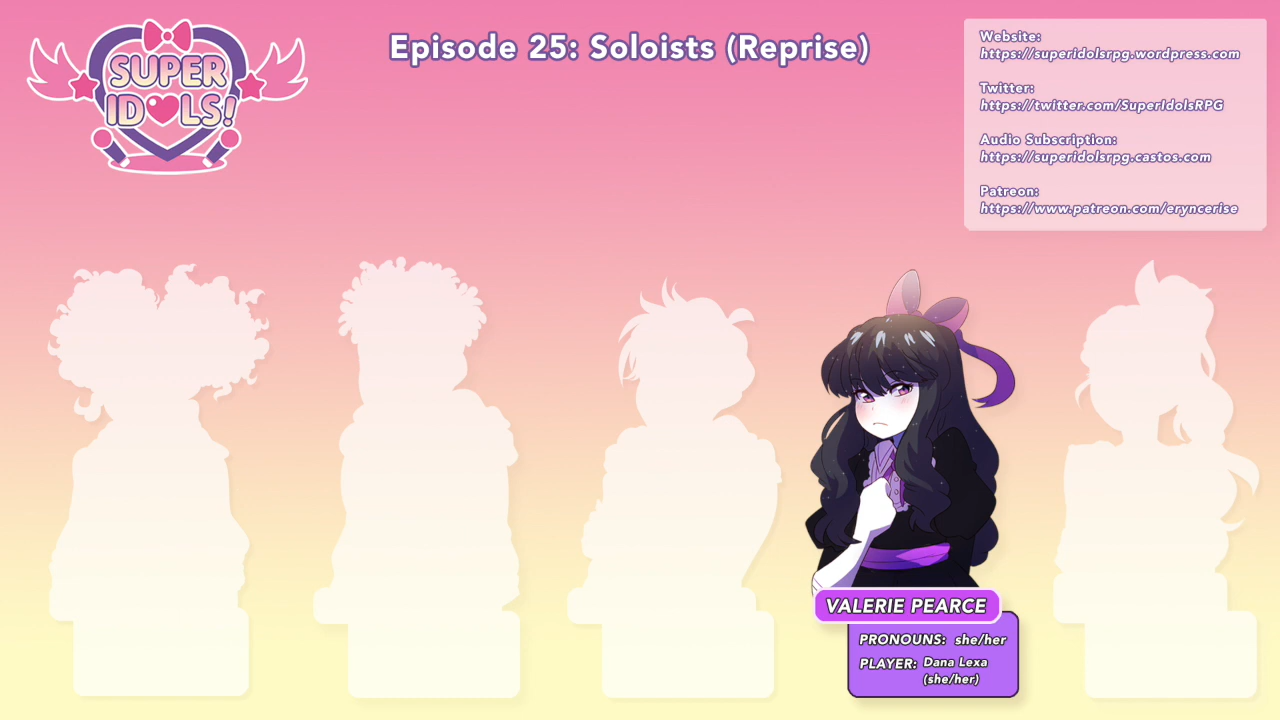 SUPER
IDOLS!
Episode 25: Soloists (Reprise)
Website:
https://superidolsrpg.wordpress.com
Twitter:
https://twitter.com/SuperIdolsRPG
Audio Subscription:
https://superidolsrpg.castos.com
Patreon:
https://www.patreon.com/eryncerise
VALERIE PEARCE
PRONOUNS: she/her
PLAYER: Dana Lexa
(she/her)